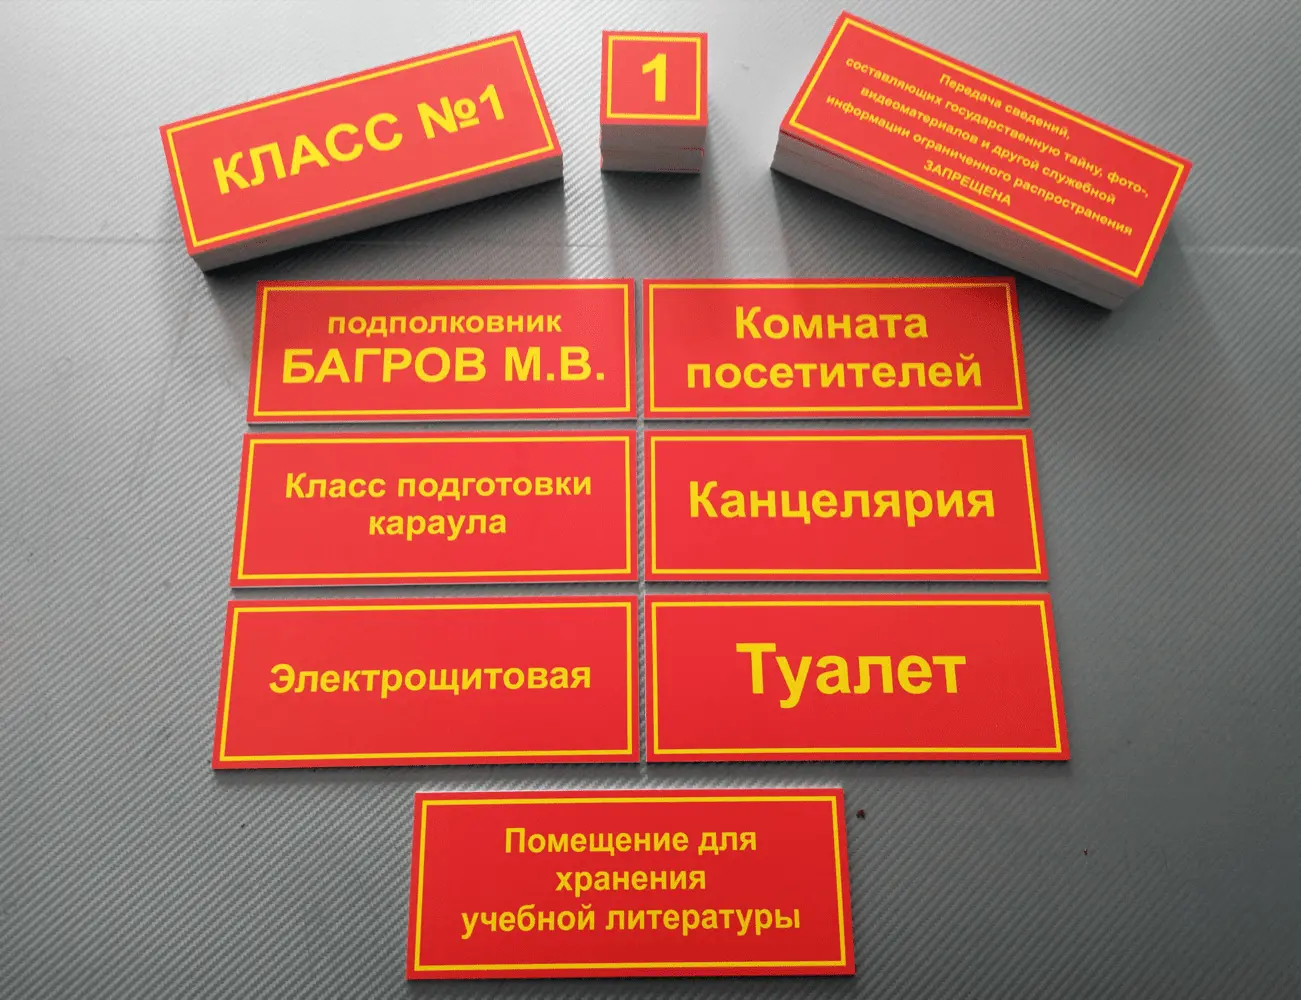 КЛАСС №1
1
Передача сведений,
составляющих государственную тайну, фото-,
видеоматериалов и другой служебной
информации ограниченного распространения
ЗАПРЕЩЕНА
подполковник
БАГРОВ М.В.
Комната
посетителей
Класс подготовки
караула
Канцелярия
Электрощитовая
Туалет
Помещение для
хранения
учебной литературы